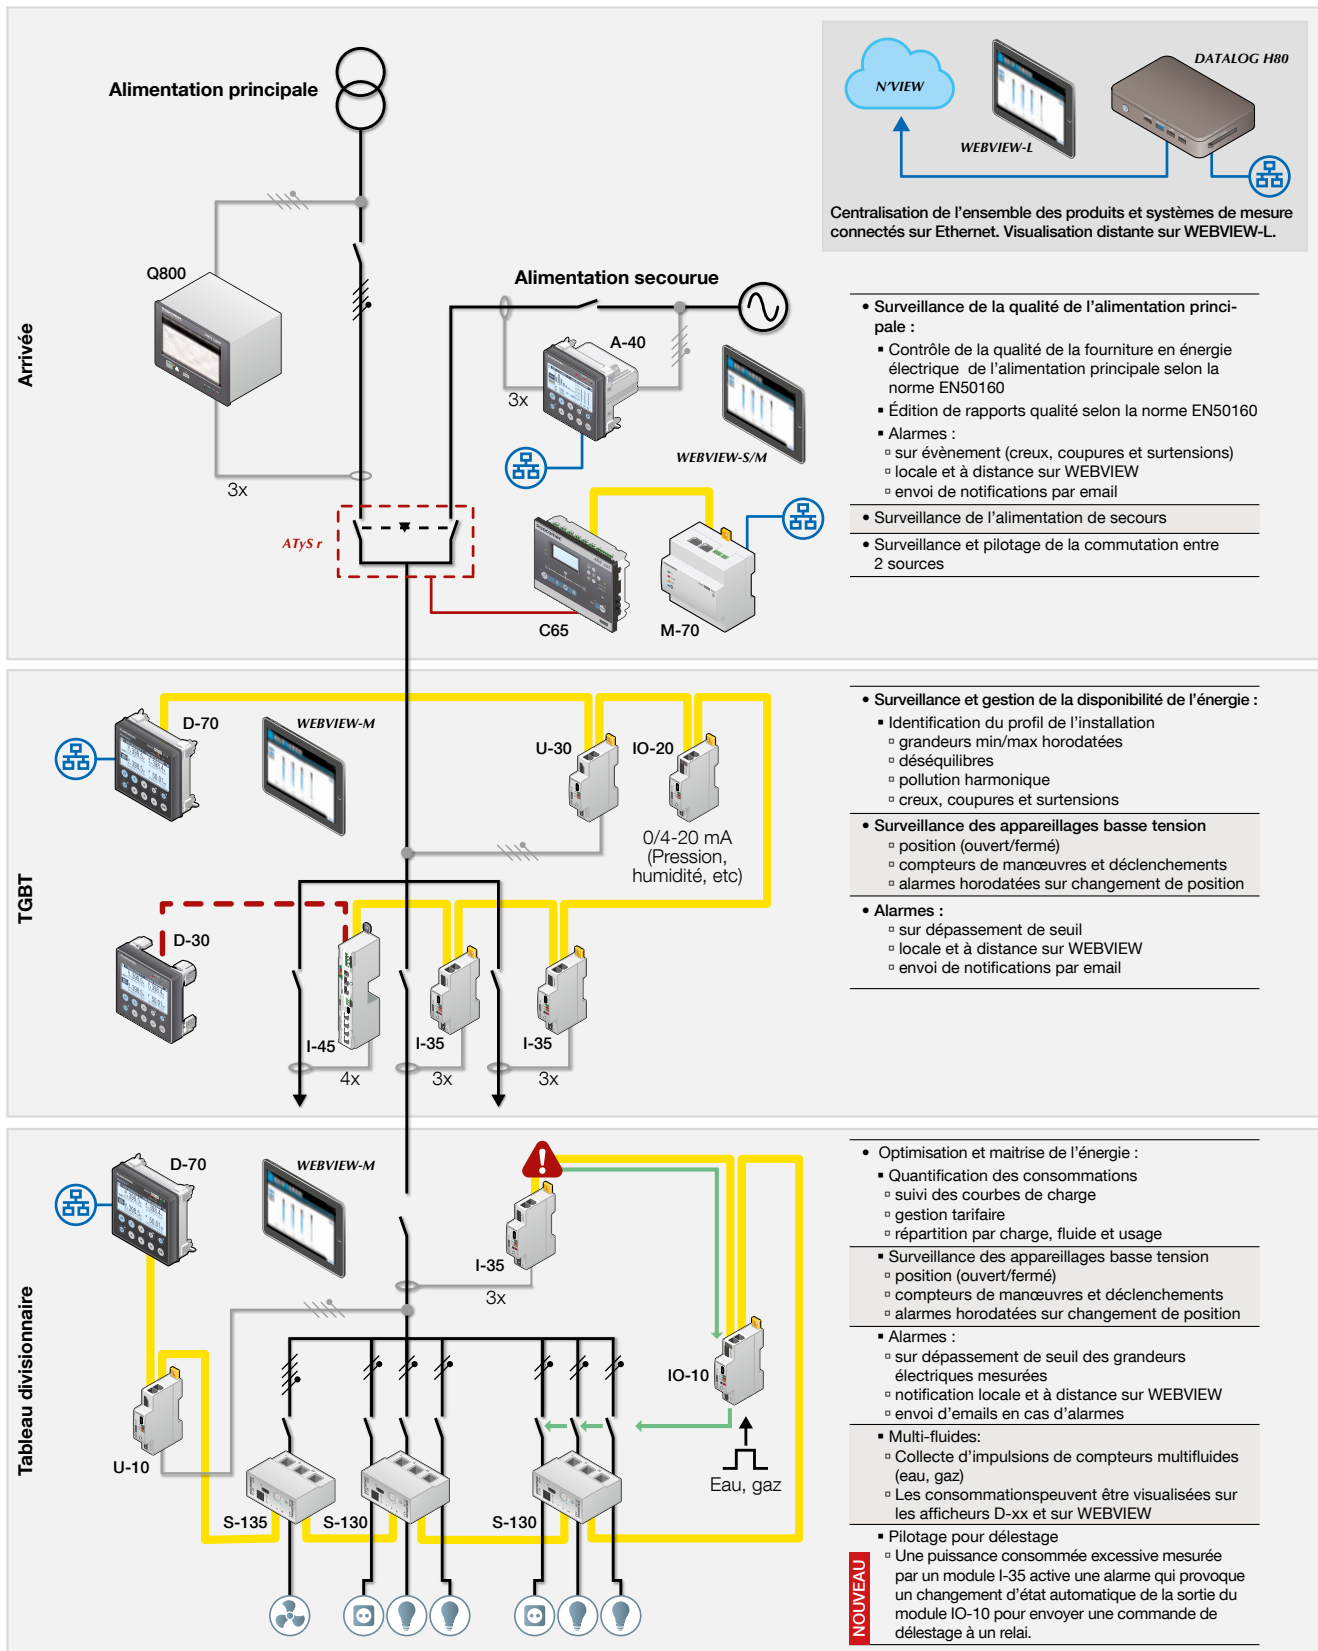 Alimentation principale
N'VIEW
WEBVIEW-L
DATALOG H80
Centralisation de l'ensemble des produits et systèmes de mesure
connectés sur Ethernet. Visualisation distante sur WEBVIEW-L.
Arrivée
Q800
3x
Alimentation secourue
A-40
3x
WEBVIEW-S/M
ATyS r
C65
M-70
• Surveillance de la qualité de l'alimentation princi-
pale :
▪ Contrôle de la qualité de la fourniture en énergie
électrique de l'alimentation principale selon la
norme EN50160
▪ Édition de rapports qualité selon la norme EN50160
▪ Alarmes :
▫ sur évènement (creux, coupures et surtensions)
▫ locale et à distance sur WEBVIEW
▫ envoi de notifications par email
• Surveillance de l'alimentation de secours
• Surveillance et pilotage de la commutation entre
2 sources
TGBT
D-70
WEBVIEW-M
U-30
IO-20
0/4-20 mA
(Pression,
humidité, etc)
D-30
I-45
I-35
I-35
4x
3x
3x
• Surveillance et gestion de la disponibilité de l'énergie :
▪ Identification du profil de l'installation
▫ grandeurs min/max horodatées
▫ déséquilibres
▫ pollution harmonique
▫ creux, coupures et surtensions
• Surveillance des appareillages basse tension
▫ position (ouvert/fermé)
▫ compteurs de manœuvres et déclenchements
▫ alarmes horodatées sur changement de position
• Alarmes :
▫ sur dépassement de seuil
▫ locale et à distance sur WEBVIEW
▫ envoi de notifications par email
Tableau divisionnaire
D-70
WEBVIEW-M
I-35
3x
IO-10
Eau, gaz
U-10
S-135
S-130
S-130
• Optimisation et maitrise de l'énergie :
▪ Quantification des consommations
▫ suivi des courbes de charge
▫ gestion tarifaire
▫ répartition par charge, fluide et usage
▪ Surveillance des appareillages basse tension
▫ position (ouvert/fermé)
▫ compteurs de manœuvres et déclenchements
▫ alarmes horodatées sur changement de position
▪ Alarmes :
▫ sur dépassement de seuil des grandeurs
électriques mesurées
▫ notification locale et à distance sur WEBVIEW
▫ envoi d'emails en cas d'alarmes
▪ Multi-fluides:
▫ Collecte d'impulsions de compteurs multifluides
(eau, gaz)
▫ Les consommationspeuvent être visualisées sur
les afficheurs D-xx et sur WEBVIEW
NOUVEAU
▪ Pilotage pour délestage
▫ Une puissance consommée excessive mesurée
par un module I-35 active une alarme qui provoque
un changement d'état automatique de la sortie du
module IO-10 pour envoyer une commande de
délestage à un relai.